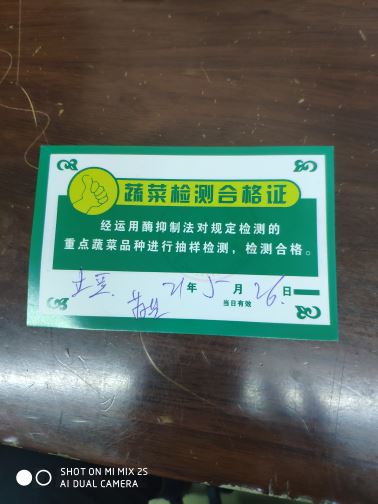 蔬菜检测合格证
经运用酶抑制法对规定检测的
重点蔬菜品种进行抽样检测，检测合格。
土豆. 21年5月26.日
当日有效
SHOT ON MI MIX 2S
AI DUAL CAMERA